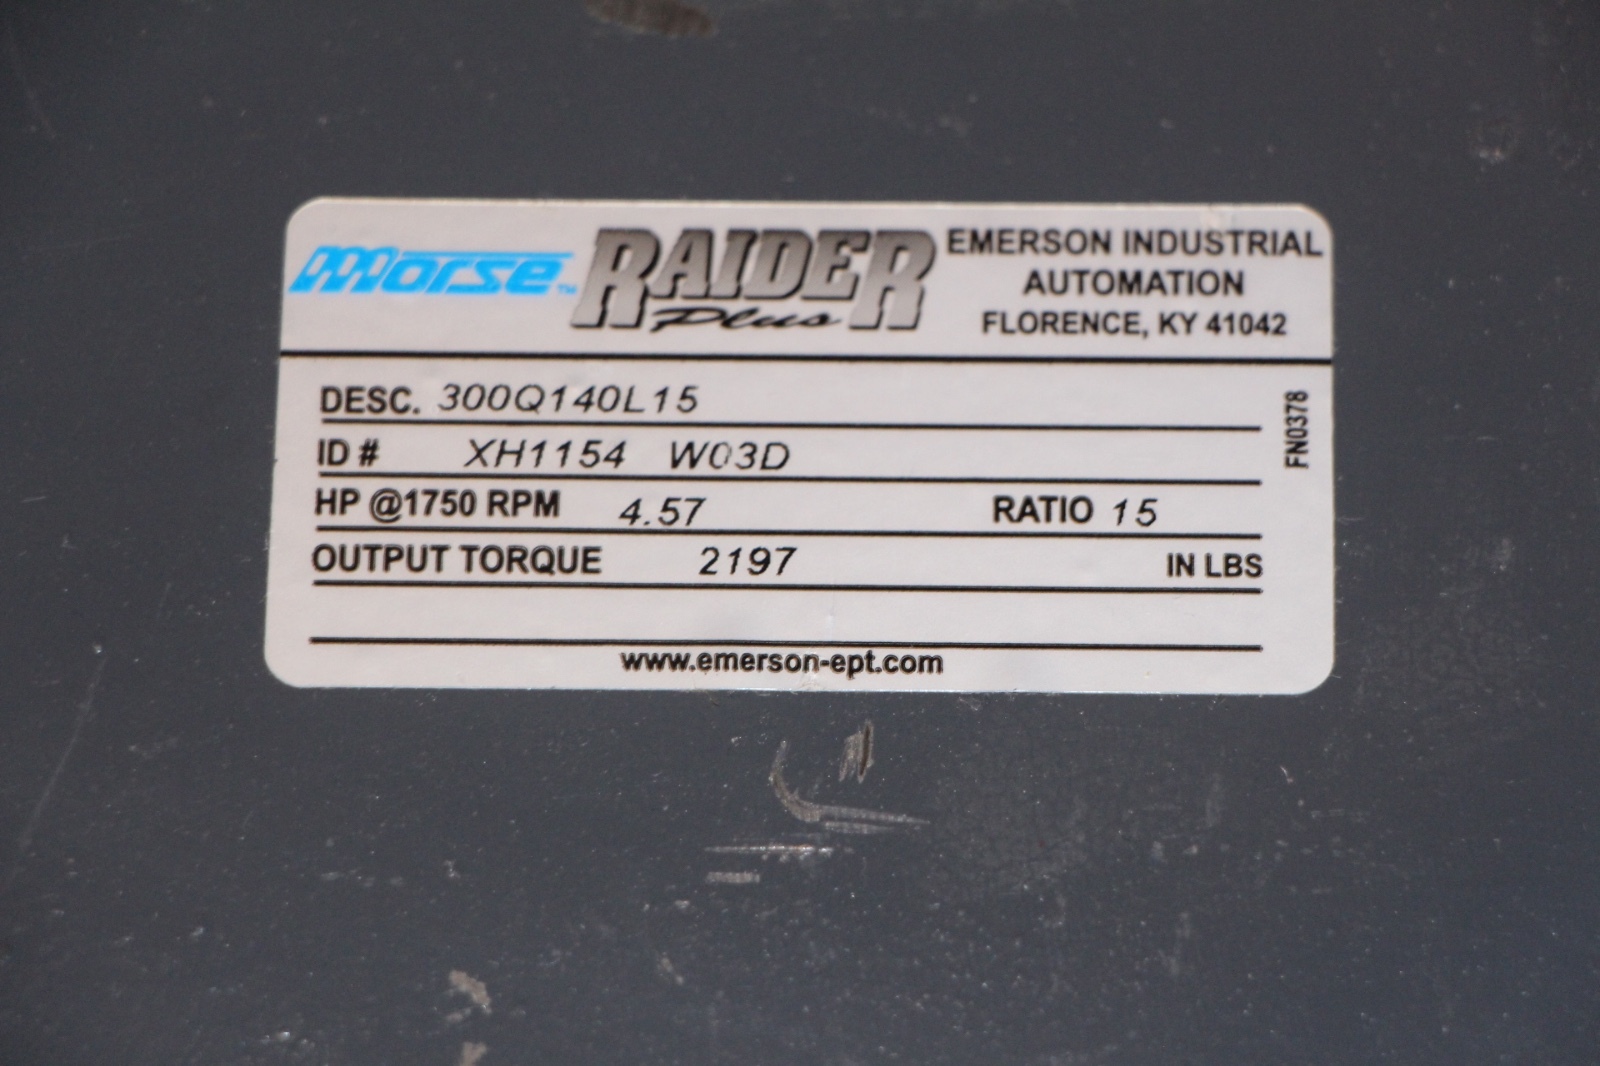 Morse™ RAIDER Plus
EMERSON INDUSTRIAL
AUTOMATION
FLORENCE, KY 41042
DESC. 300Q140L15
ID # XH1154 W03D
HP @1750 RPM 4.57 RATIO 15
OUTPUT TORQUE 2197 IN LBS
FN0378
www.emerson-ept.com